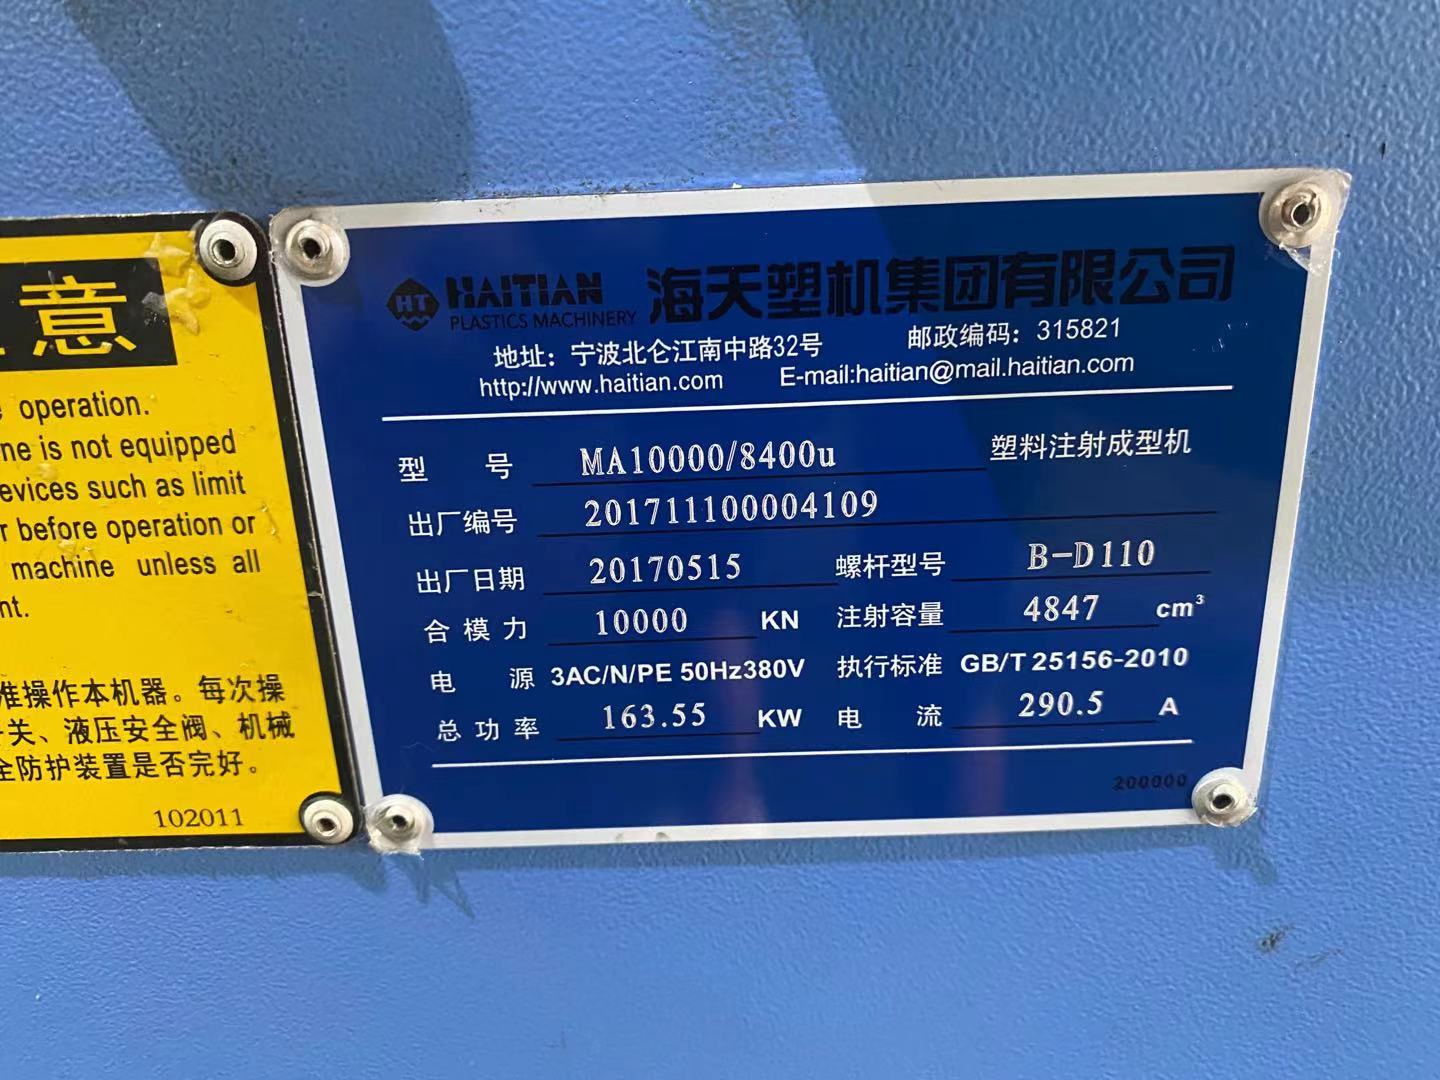 意
operation.
ne is not equipped
evices such as limit
r before operation or
machine unless all
nt.
准操作本机器。每次操
开关、液压安全阀、机械
全防护装置是否完好。
102011
HT HAITIAN PLASTICS MACHINERY 海天塑机集团有限公司
地址：宁波北仑江南中路32号 邮政编码：315821
http://www.haitian.com E-mail:haitian@mail.haitian.com
型 号 MA10000/8400u 塑料注射成型机
出厂编号 201711100004109
出厂日期 20170515 螺杆型号 B-D110
合模力 10000 KN 注射容量 4847 cm³
电 源 3AC/N/PE 50Hz380V 执行标准 GB/T 25156-2010
总功率 163.55 KW 电 流 290.5 A
200000